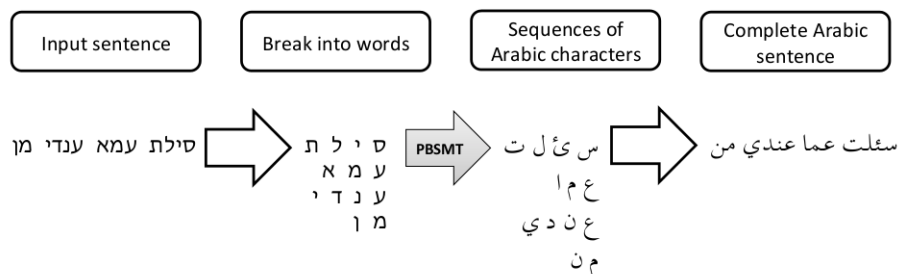 Input sentence
Break into words
Sequences of
Arabic characters
Complete Arabic
sentence
סילת עמא ענדי מן
ס י ל ת
ע מ א
ע נ ד י
מ ן
PBSMT
س ئ ل ت
ع م ا
ع ن د ي
م ن
سئلت عما عندي من